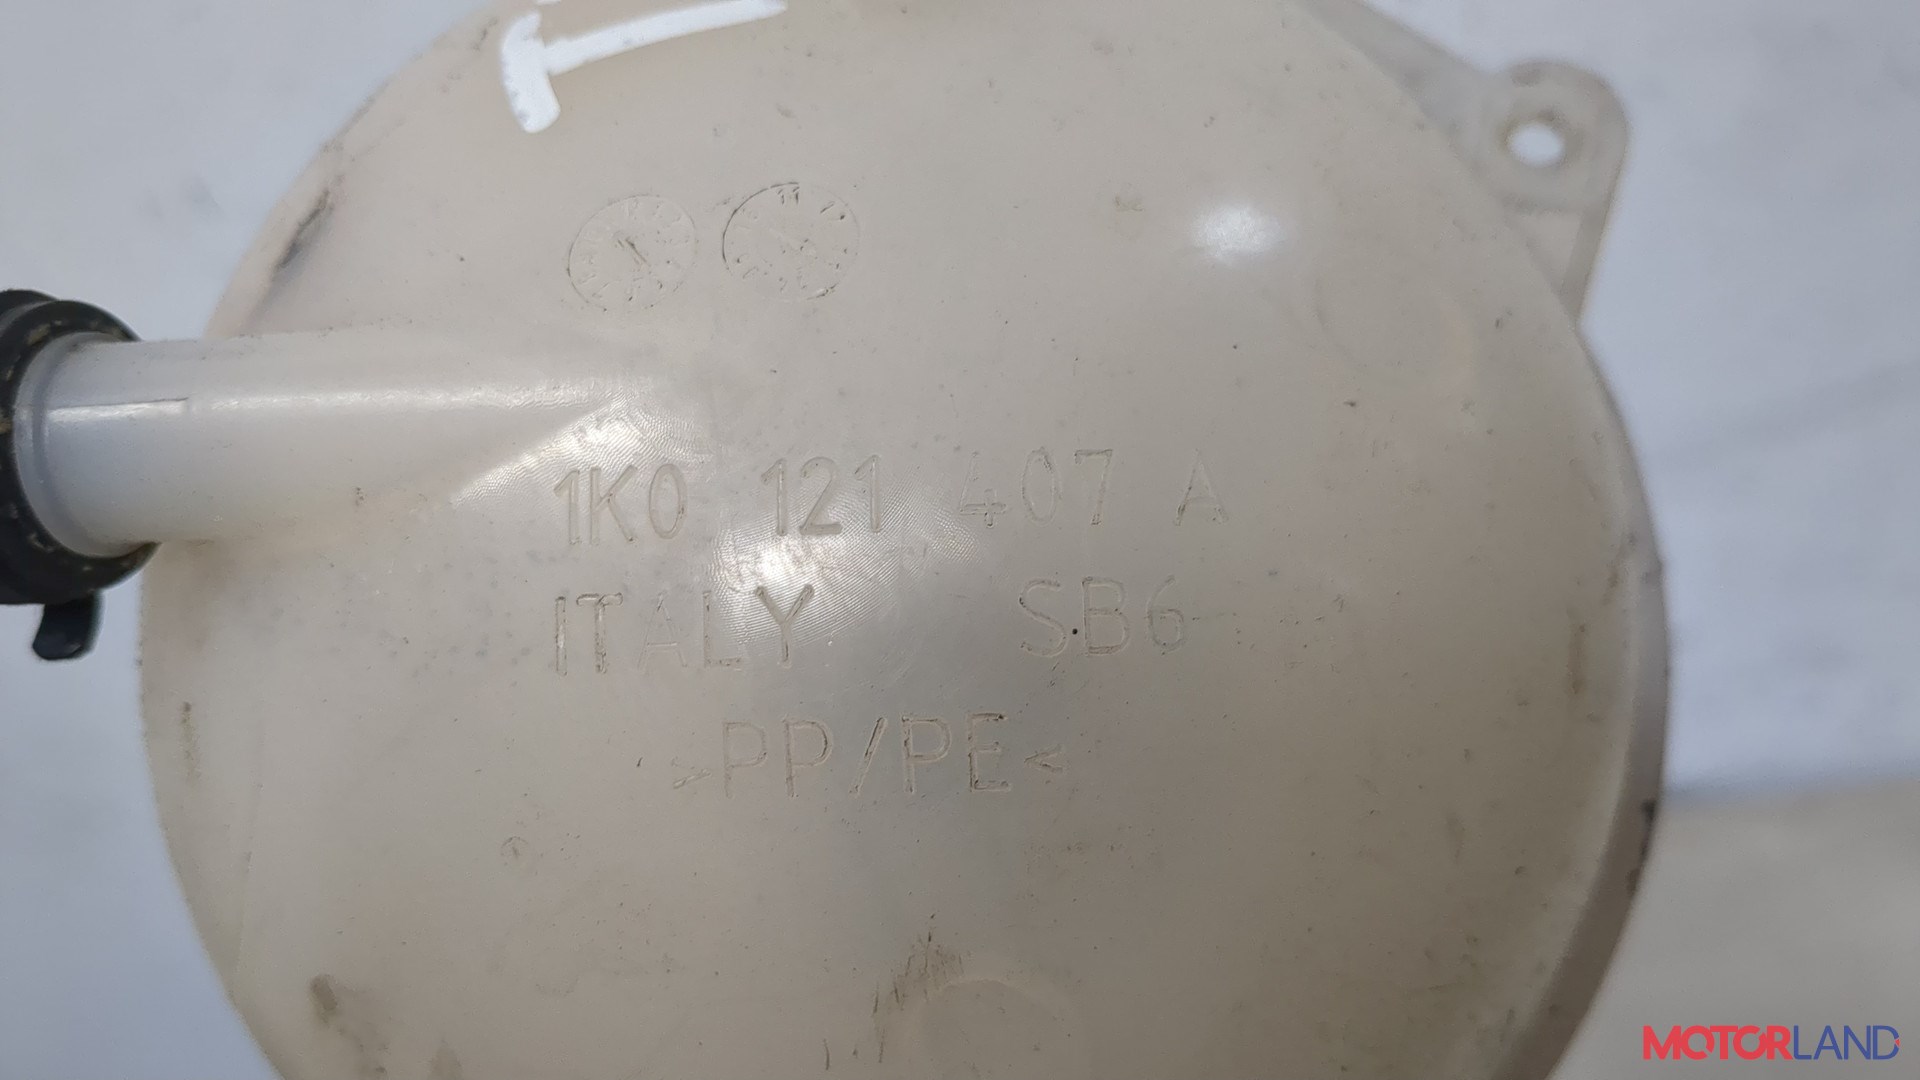 1K0 121 407 A
ITALY SB6
>PP/PE<
MOTORLAND